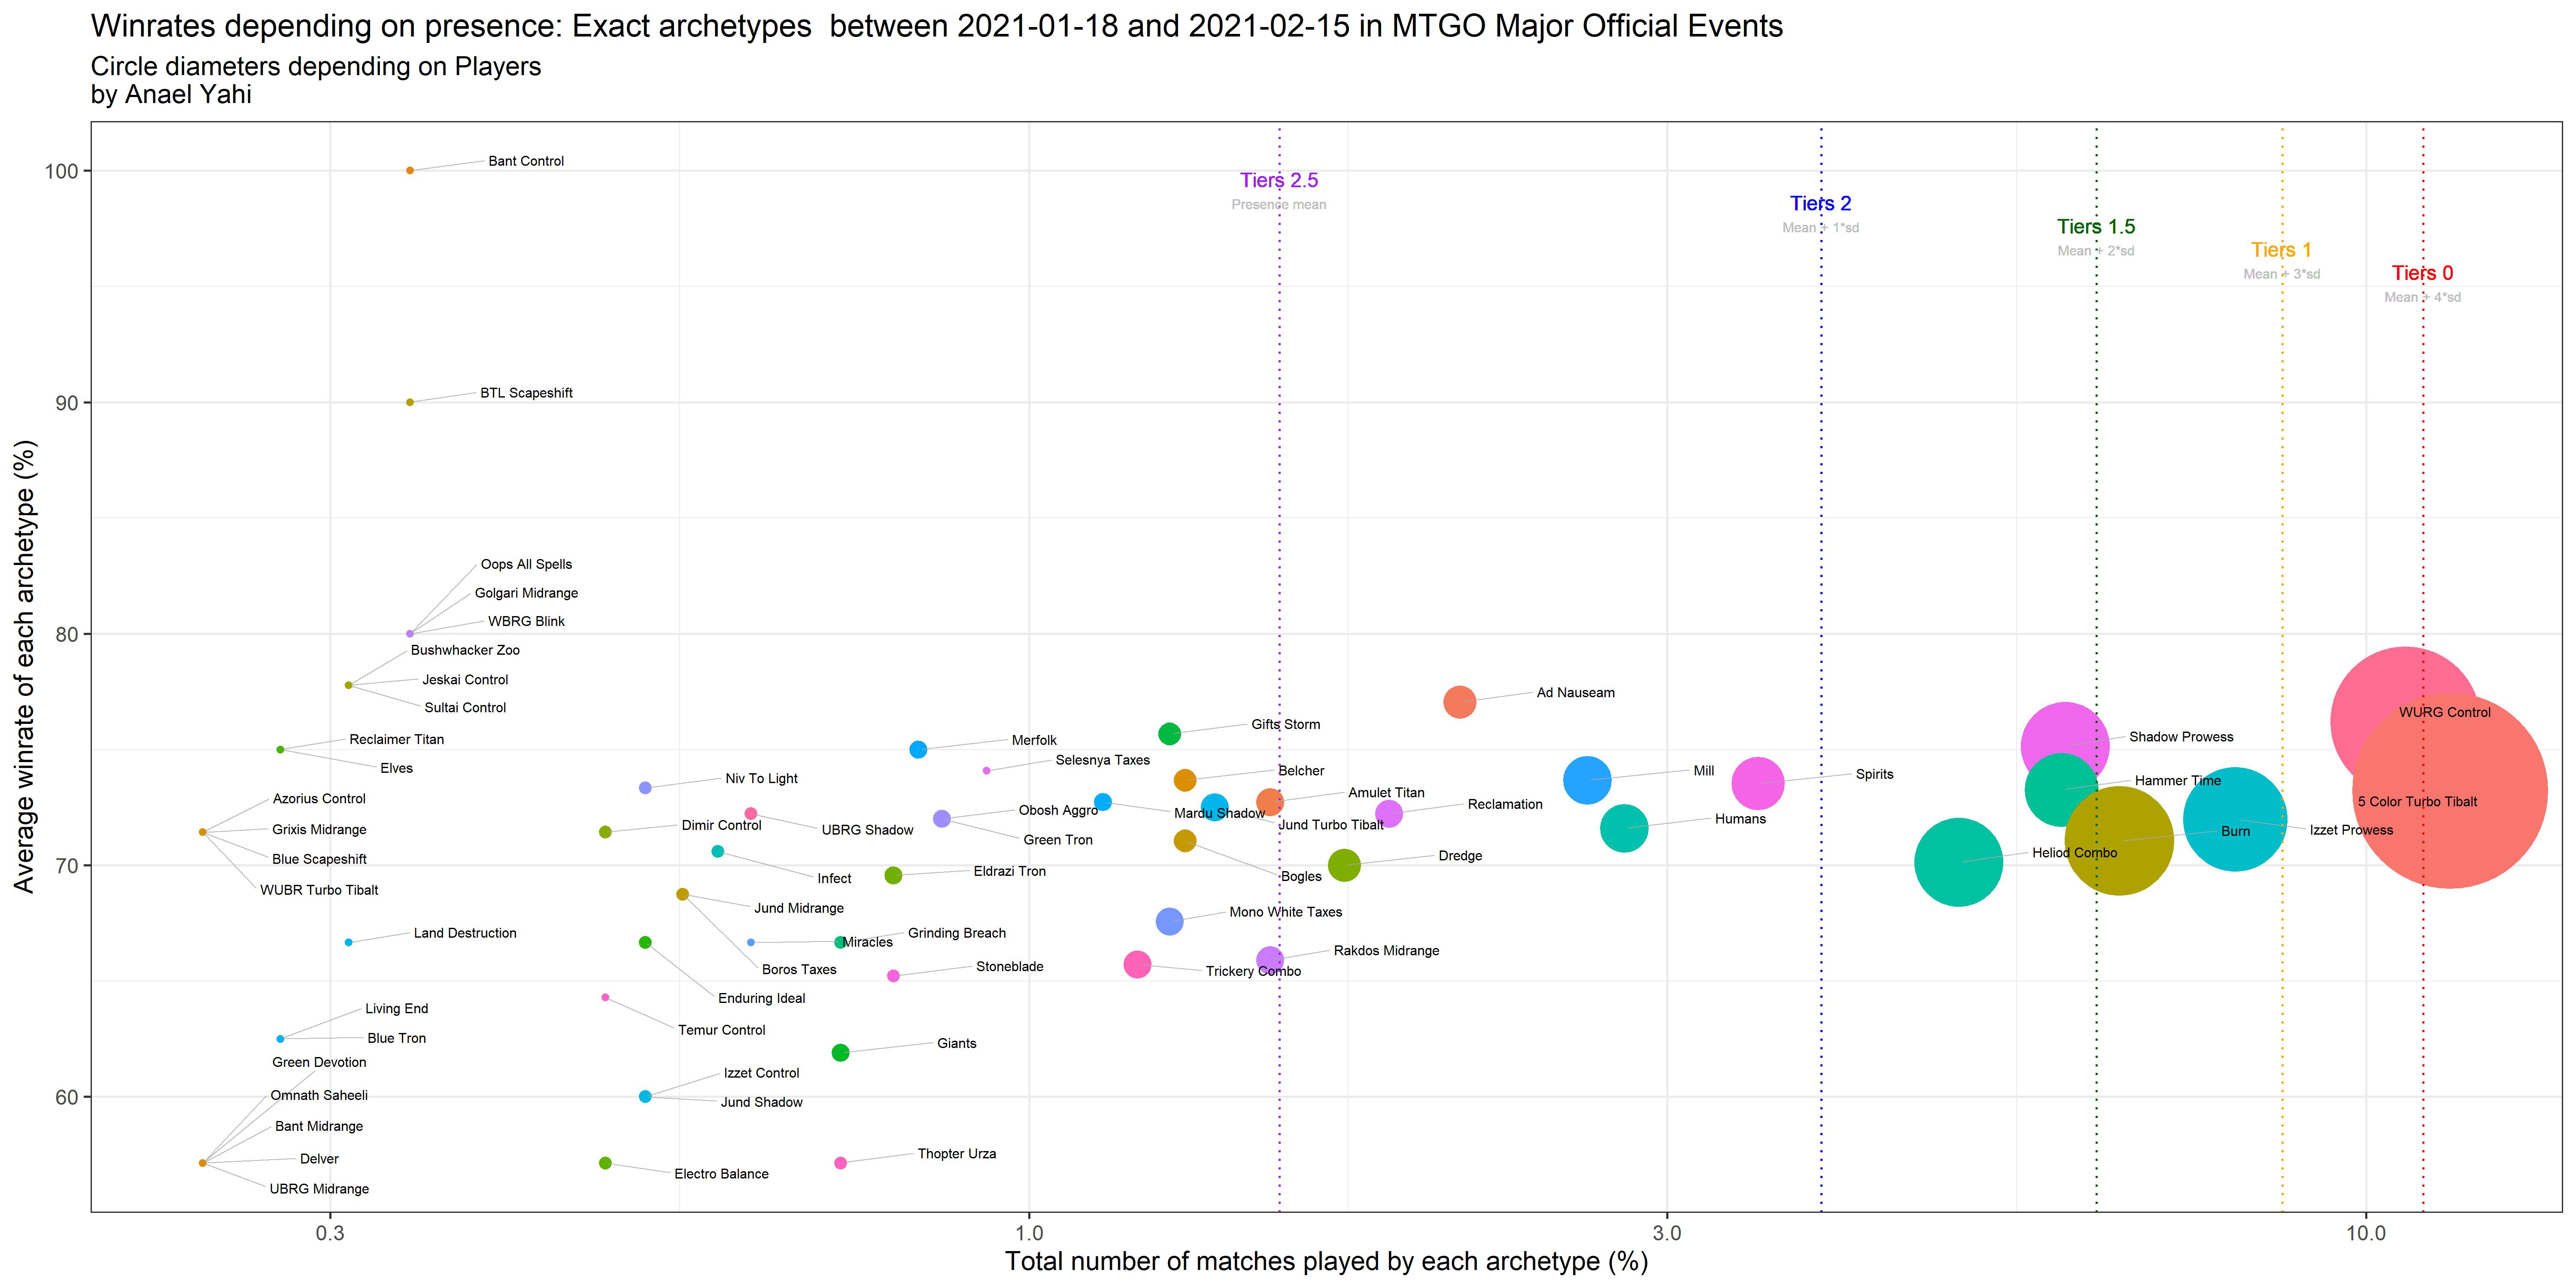 Winrates depending on presence: Exact archetypes  between 2021-01-18 and 2021-02-15 in MTGO Major Official Events
Circle diameters depending on Players
by Anael Yahi
Average winrate of each archetype (%)
100
90
80
70
60
Bant Control
Tiers 2.5
Presence mean
Tiers 2
Mean + 1*sd
Tiers 1.5
Mean + 2*sd
Tiers 1
Mean + 3*sd
Tiers 0
Mean + 4*sd
BTL Scapeshift
Oops All Spells
Golgari Midrange
WBRG Blink
Bushwhacker Zoo
Jeskai Control
Sultai Control
Ad Nauseam
WURG Control
Gifts Storm
Shadow Prowess
Reclaimer Titan
Merfolk
Selesnya Taxes
Elves
Belcher
Mill
Spirits
Niv To Light
Hammer Time
Amulet Titan
Azorius Control
5 Color Turbo Tibalt
Reclamation
Obosh Aggro
Mardu Shadow
Humans
Dimir Control
UBRG Shadow
Jund Turbo Tibalt
Grixis Midrange
Burn
Izzet Prowess
Green Tron
Heliod Combo
Dredge
Blue Scapeshift
Eldrazi Tron
Bogles
Infect
WUBR Turbo Tibalt
Jund Midrange
Mono White Taxes
Land Destruction
Grinding Breach
Miracles
Rakdos Midrange
Stoneblade
Boros Taxes
Trickery Combo
Enduring Ideal
Living End
Temur Control
Blue Tron
Giants
Green Devotion
Izzet Control
Omnath Saheeli
Jund Shadow
Bant Midrange
Thopter Urza
Delver
Electro Balance
UBRG Midrange
0.3
1.0
3.0
10.0
Total number of matches played by each archetype (%)